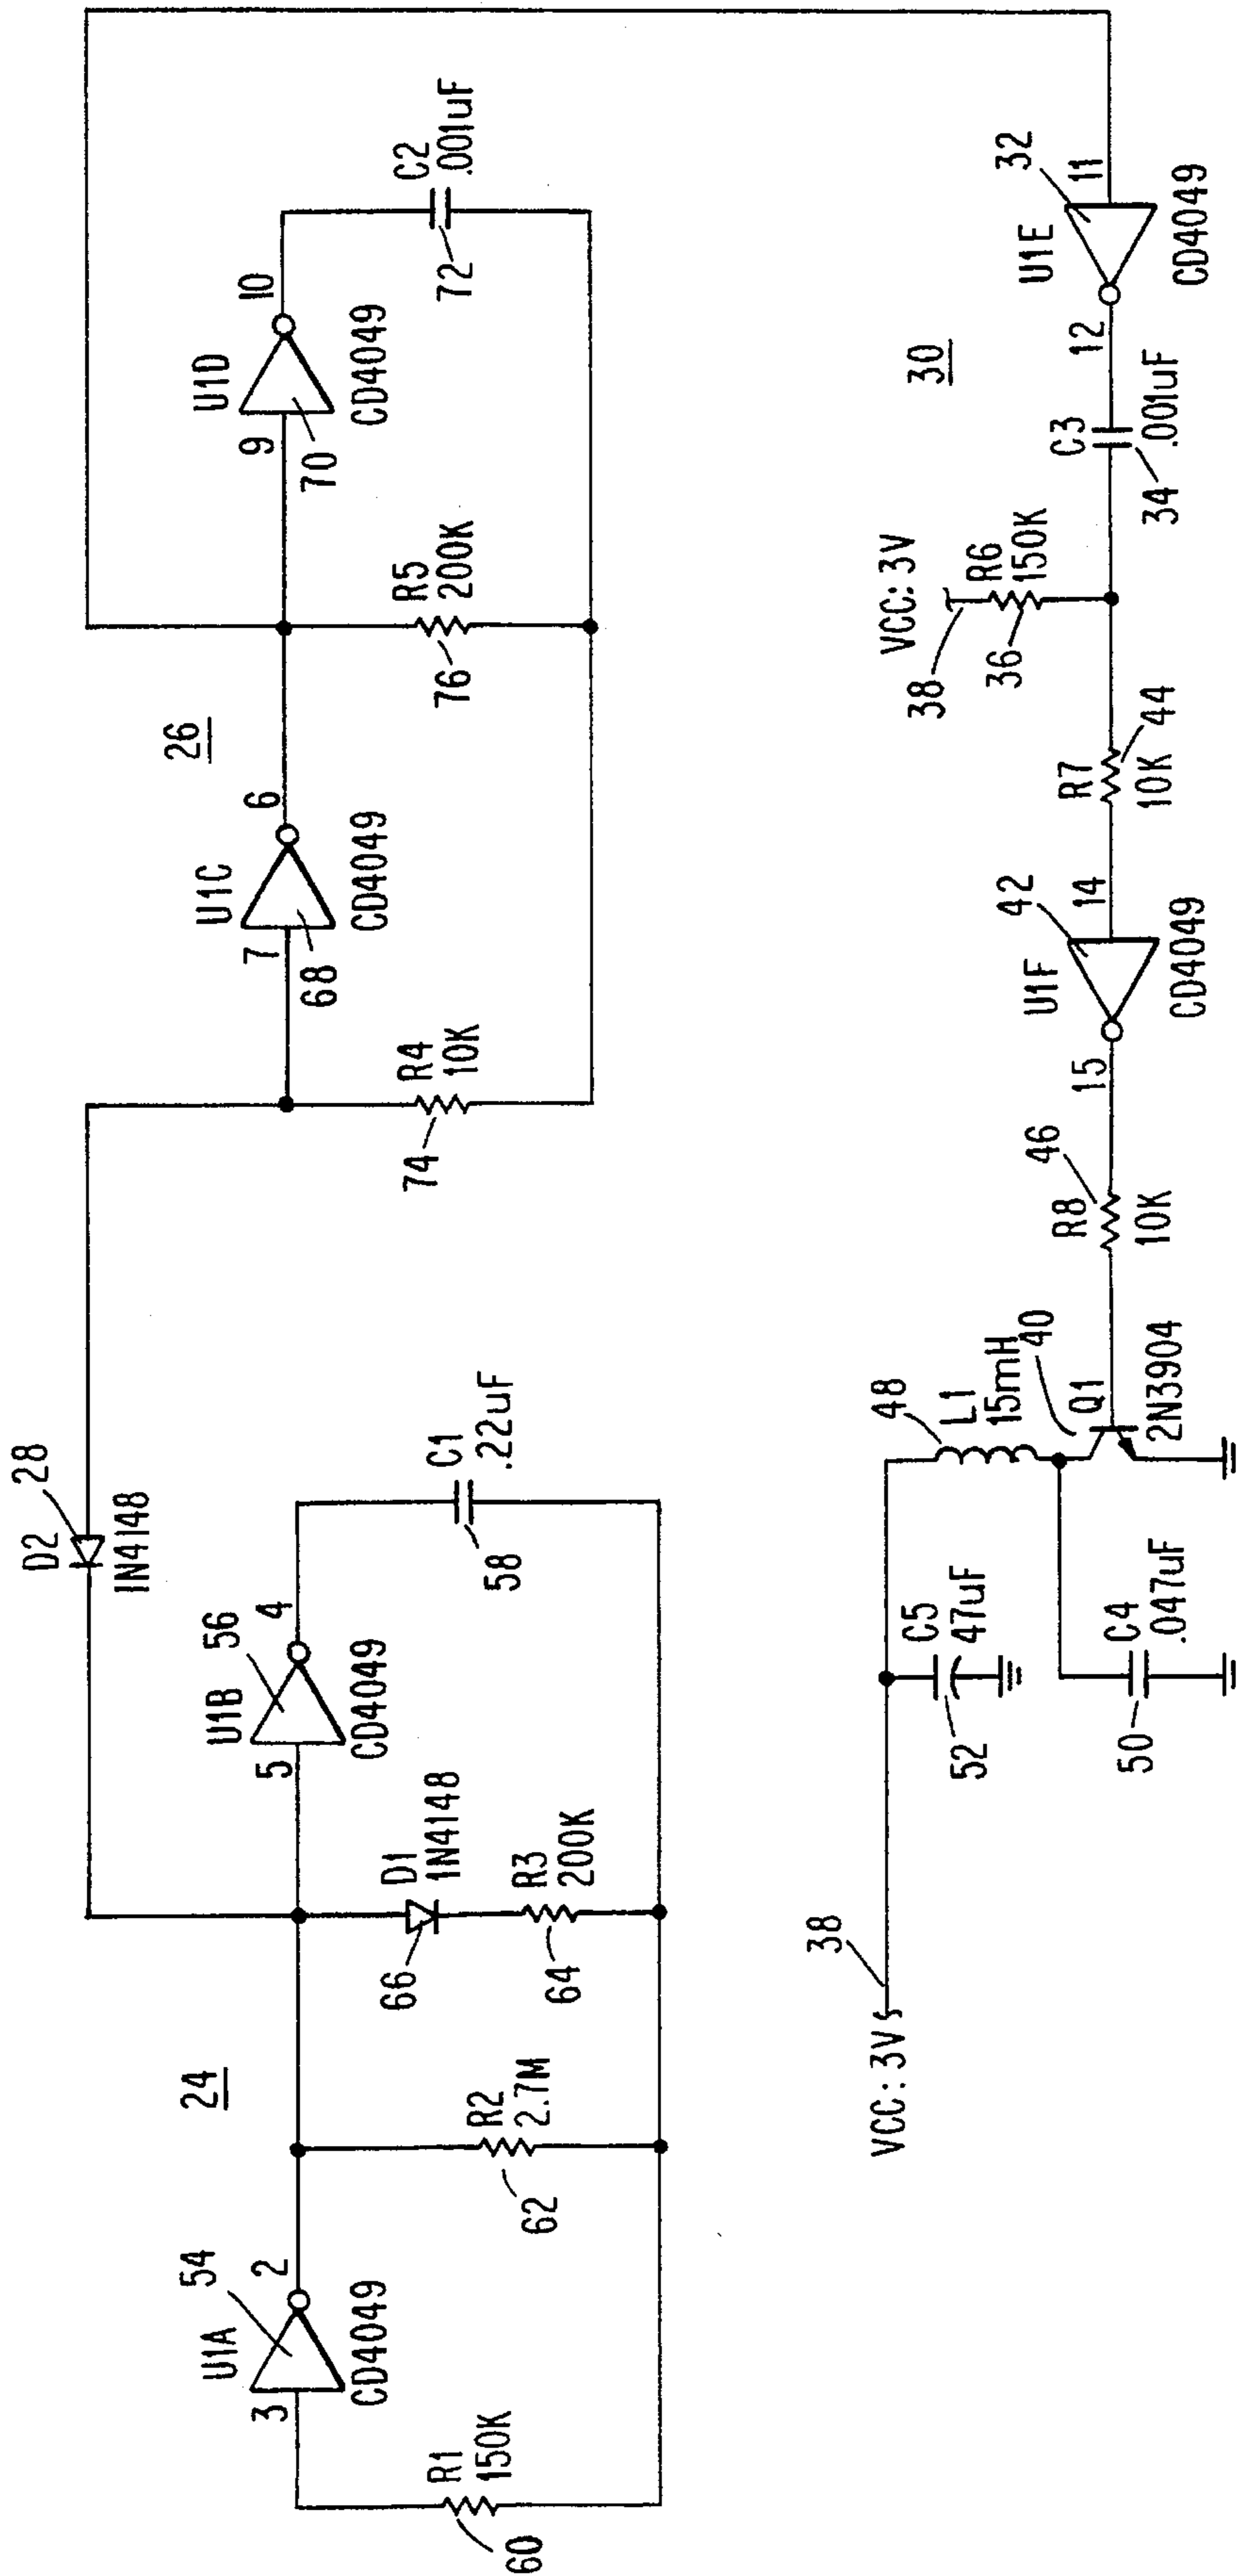 D2
28
1N4148
24
26
54
U1A
3
2
CD4049
R1
150K
60
R2
2.7M
62
D1
1N4148
66
R3
200K
64
U1B
56
5
4
CD4049
C1
.22uF
58
U1C
7
6
68
CD4049
R4
10K
74
R5
200K
76
U1D
9
10
70
CD4049
C2
.001uF
72
VCC: 3V
38
C5
47uF
52
C4
.047uF
50
48
L1
15mH
40
Q1
2N3904
46
R8
10K
15
U1F
42
14
CD4049
R7
44
10K
VCC: 3V
38
R6
150K
36
C3
.001uF
34
30
12
U1E
32
11
CD4049